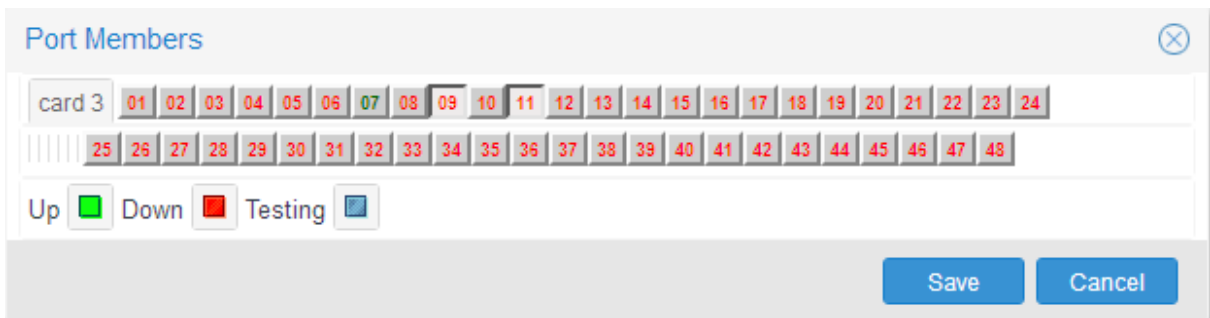 Port Members
card 3 01 02 03 04 05 06 07 08 09 10 11 12 13 14 15 16 17 18 19 20 21 22 23 24
25 26 27 28 29 30 31 32 33 34 35 36 37 38 39 40 41 42 43 44 45 46 47 48
Up Down Testing
Save Cancel